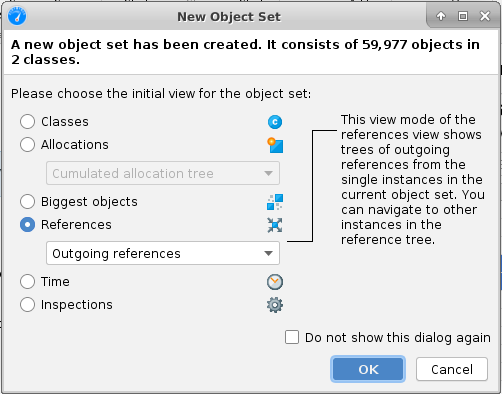 New Object Set
A new object set has been created. It consists of 59,977 objects in
2 classes.
Please choose the initial view for the object set:
Classes
Allocations
Cumulated allocation tree
Biggest objects
References
Outgoing references
Time
Inspections
This view mode of the
references view shows
trees of outgoing
references from the
single instances in the
current object set. You
can navigate to other
instances in the
reference tree.
Do not show this dialog again
OK
Cancel